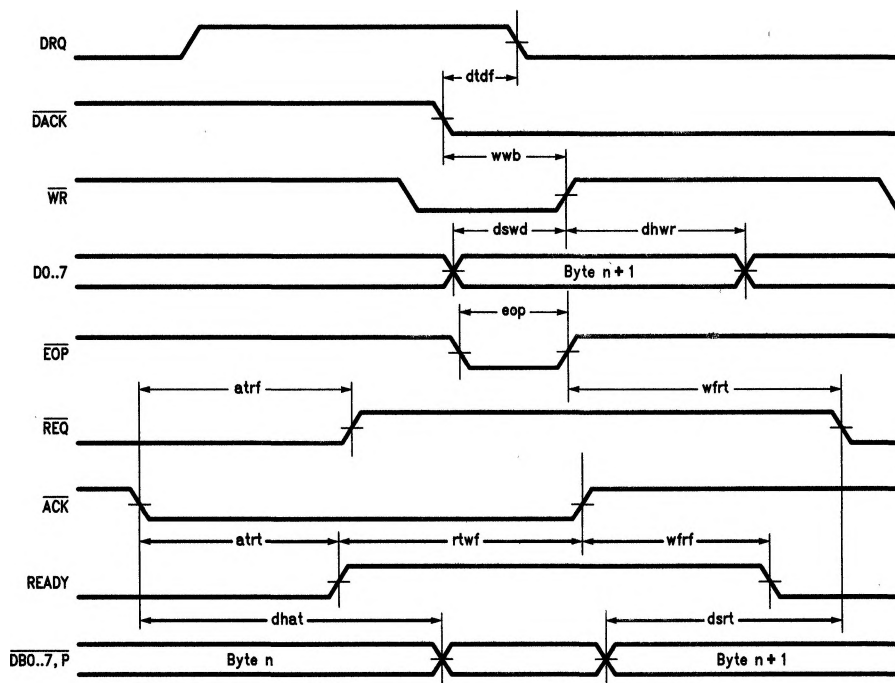 DRQ
dtdf
DACK
wwb
WR
dswd
dhwr
D0..7
Byte n + 1
eop
EOP
atrf
wfrt
REQ
ACK
atrt
rtwf
wfrf
READY
dhat
dsrt
DB0..7, P
Byte n
Byte n + 1